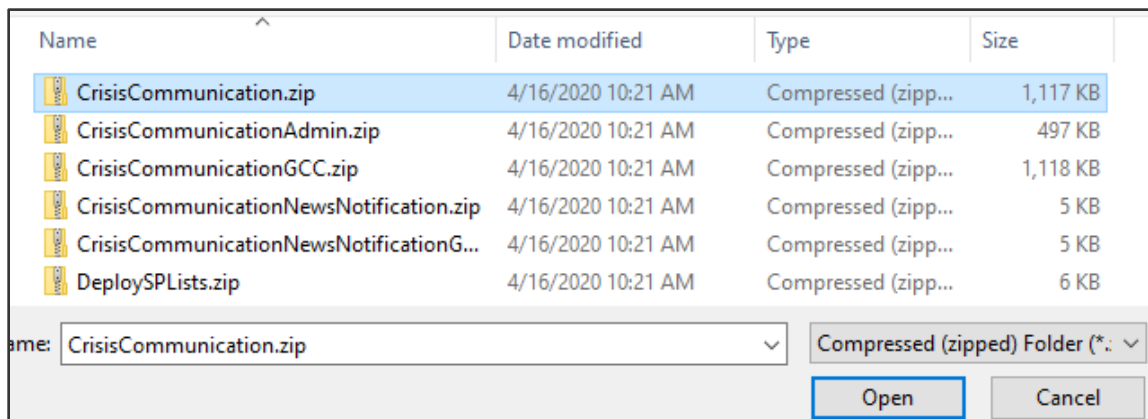 Name Date modified Type Size
CrisisCommunication.zip 4/16/2020 10:21 AM Compressed (zipp... 1,117 KB
CrisisCommunicationAdmin.zip 4/16/2020 10:21 AM Compressed (zipp... 497 KB
CrisisCommunicationGCC.zip 4/16/2020 10:21 AM Compressed (zipp... 1,118 KB
CrisisCommunicationNewsNotification.zip 4/16/2020 10:21 AM Compressed (zipp... 5 KB
CrisisCommunicationNewsNotificationG... 4/16/2020 10:21 AM Compressed (zipp... 5 KB
DeploySPLists.zip 4/16/2020 10:21 AM Compressed (zipp... 6 KB
ame: CrisisCommunication.zip Compressed (zipped) Folder (*.:
Open Cancel